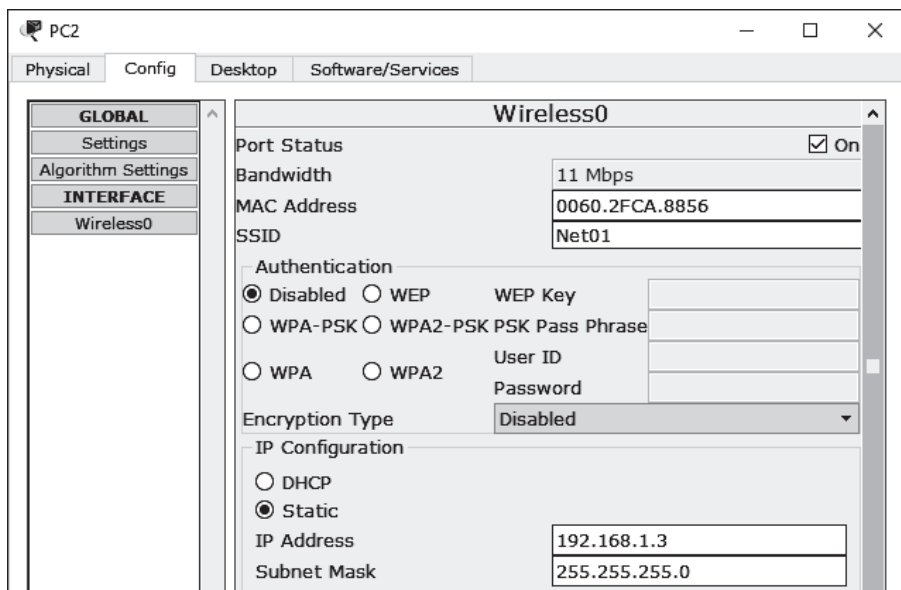 PC2
Physical Config Desktop Software/Services
GLOBAL
Settings
Algorithm Settings
INTERFACE
Wireless0
Wireless0
Port Status On
Bandwidth 11 Mbps
MAC Address 0060.2FCA.8856
SSID Net01
Authentication
Disabled WEP WEP Key
WPA-PSK WPA2-PSK PSK Pass Phrase
User ID
WPA WPA2
Password
Encryption Type Disabled
IP Configuration
DHCP
Static
IP Address 192.168.1.3
Subnet Mask 255.255.255.0